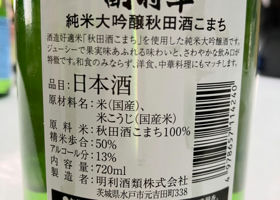 純米大吟醸秋田酒こまち
酒造好適米「秋田酒こまち」を使用した純米大吟醸酒です。
ジューシーで果実味あふれる味わいと、さわやかな飲み口が
特徴です。和食のみならず、洋食、中華料理にもマッチします。
品目:日本酒
原材料名:米(国産)、
米こうじ(国産米)
原料米:秋田酒こまち100%
精米歩合:50%
アルコール分:13%
内容量:720ml
製造者:明利酒類株式会社
茨城県水戸市元吉田町338
4978657114240